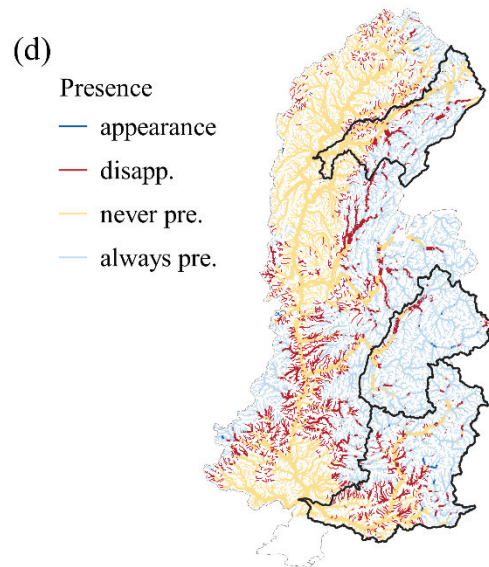 (d)
Presence
appearance
disapp.
never pre.
always pre.